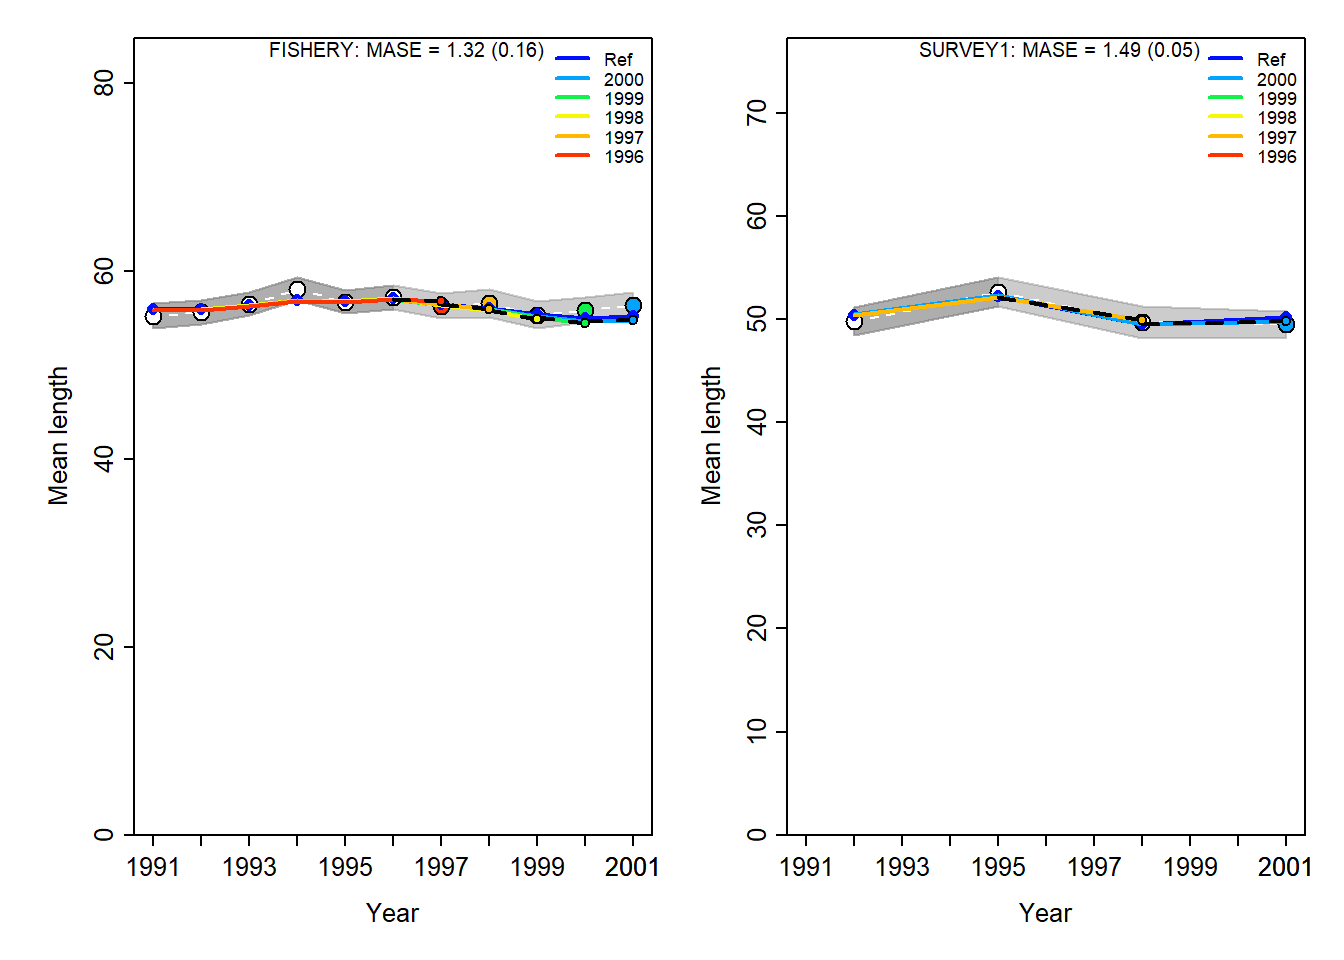 FISHERY: MASE = 1.32 (0.16)
Ref
2000
1999
1998
1997
1996
80
60
40
20
0
Mean length
1991 1993 1995 1997 1999 2001
Year
SURVEY1: MASE = 1.49 (0.05)
Ref
2000
1999
1998
1997
1996
70
60
50
40
30
20
10
0
Mean length
1991 1993 1995 1997 1999 2001
Year